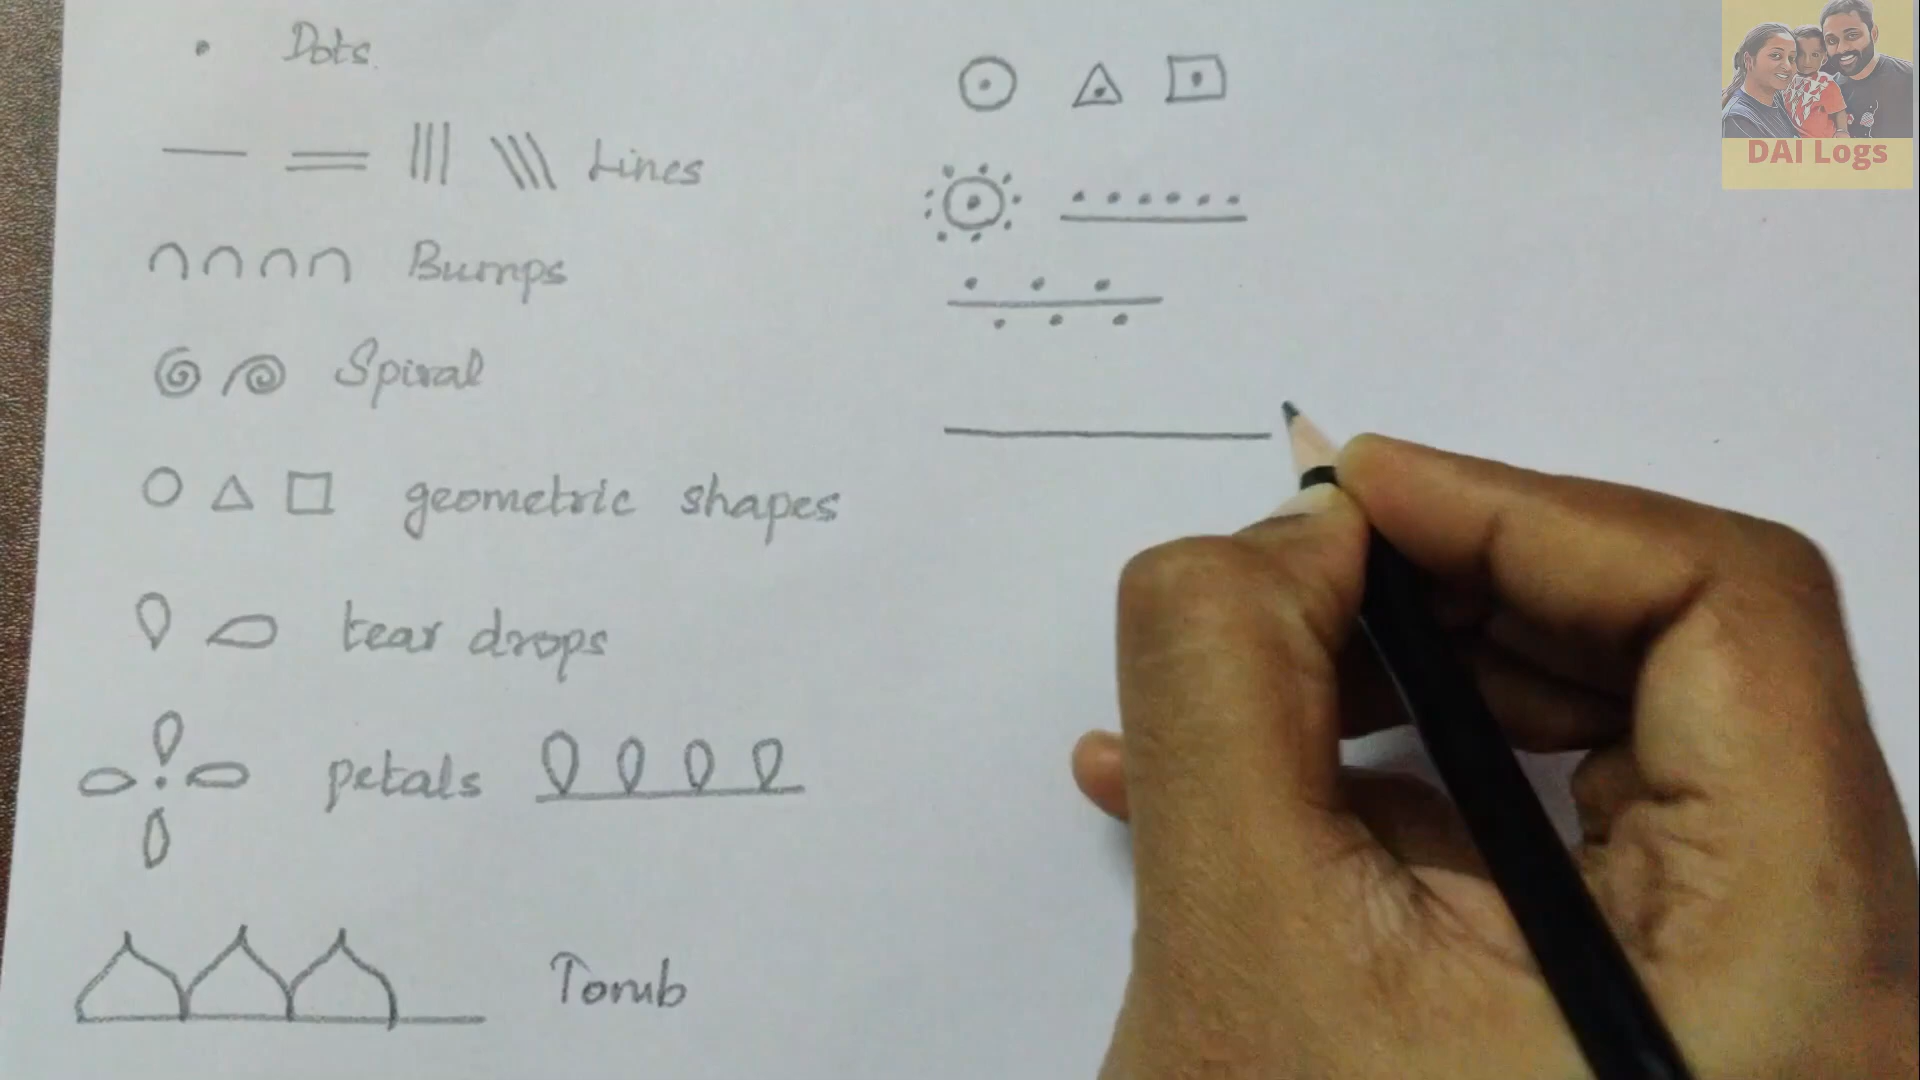 Dots.
Lines
Bumps
Spiral
geometric shapes
tear drops
petals
Tomb
DAI Logs